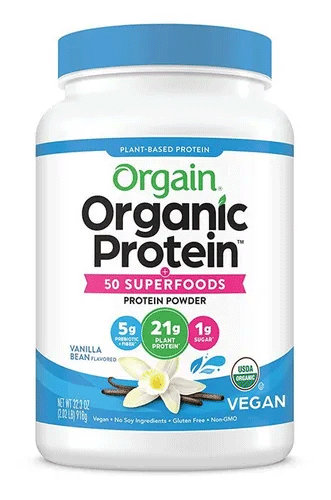 PLANT-BASED PROTEIN
Orgain®
Organic
Protein™
+
50 SUPERFOODS
PROTEIN POWDER
5g
PREBIOTIC
+ FIBER*
21g
PLANT
PROTEIN*
1g
SUGAR*
VANILLA
BEAN FLAVORED
USDA
ORGANIC
NET WT 32.3 OZ
(2.02 LB) 918g
VEGAN
Vegan • No Soy Ingredients • Gluten Free • Non-GMO